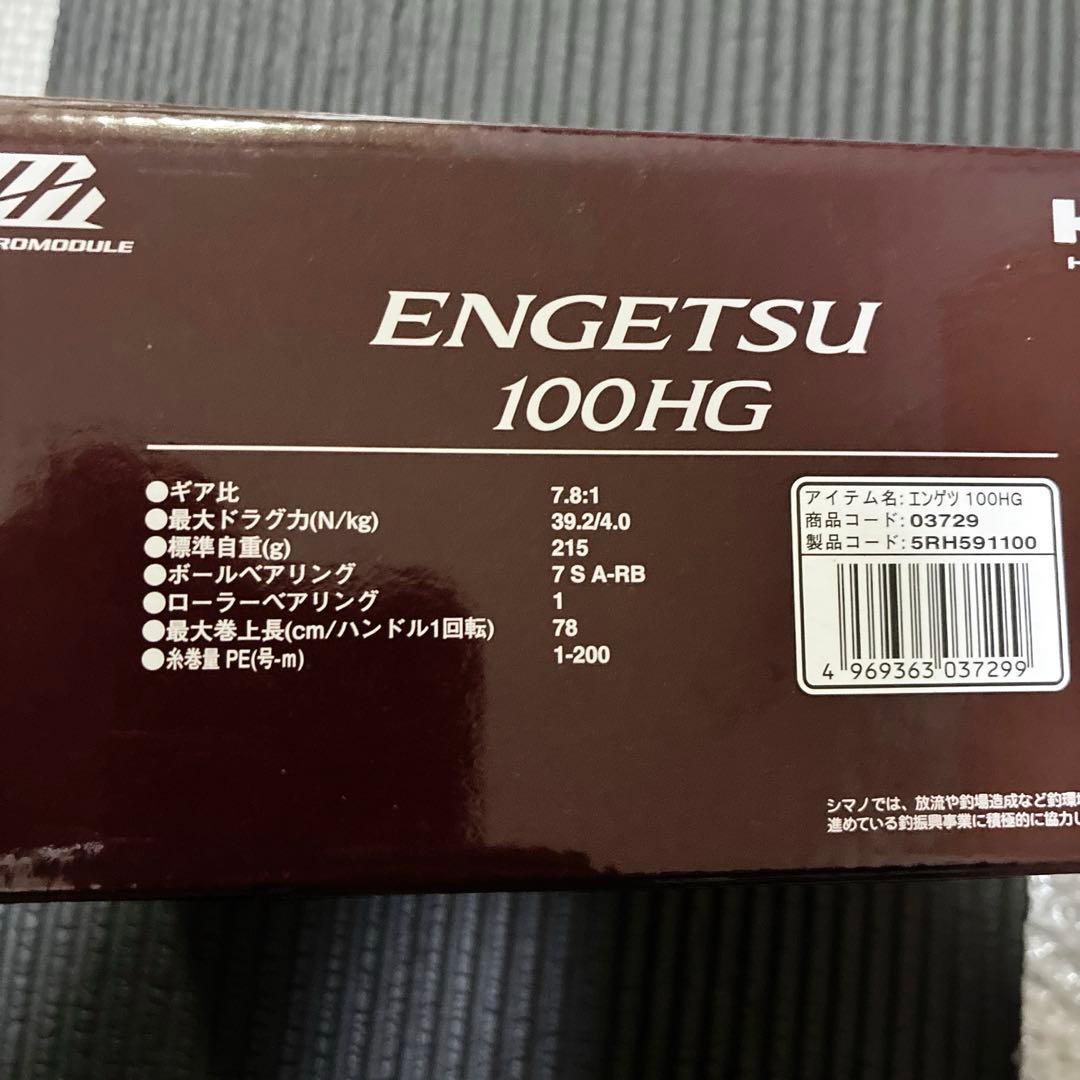 ROMODULE
H
H
ENGETSU
100HG
●ギア比 7.8:1
●最大ドラグ力(N/kg) 39.2/4.0
●標準自重(g) 215
●ボールベアリング 7 S A-RB
●ローラーベアリング 1
●最大巻上長(cm/ハンドル1回転) 78
●糸巻量 PE(号-m) 1-200
アイテム名: エンゲツ 100HG
商品コード: 03729
製品コード: 5RH591100
4 969363 037299
シマノでは、放流や釣場造成など釣環境
進めている釣振興事業に積極的に協力し